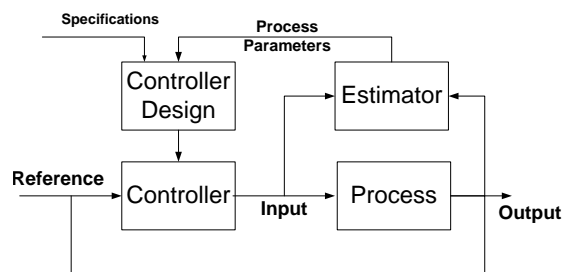 Specifications
Process
Parameters
Controller
Design
Estimator
Reference
Controller
Input
Process
Output